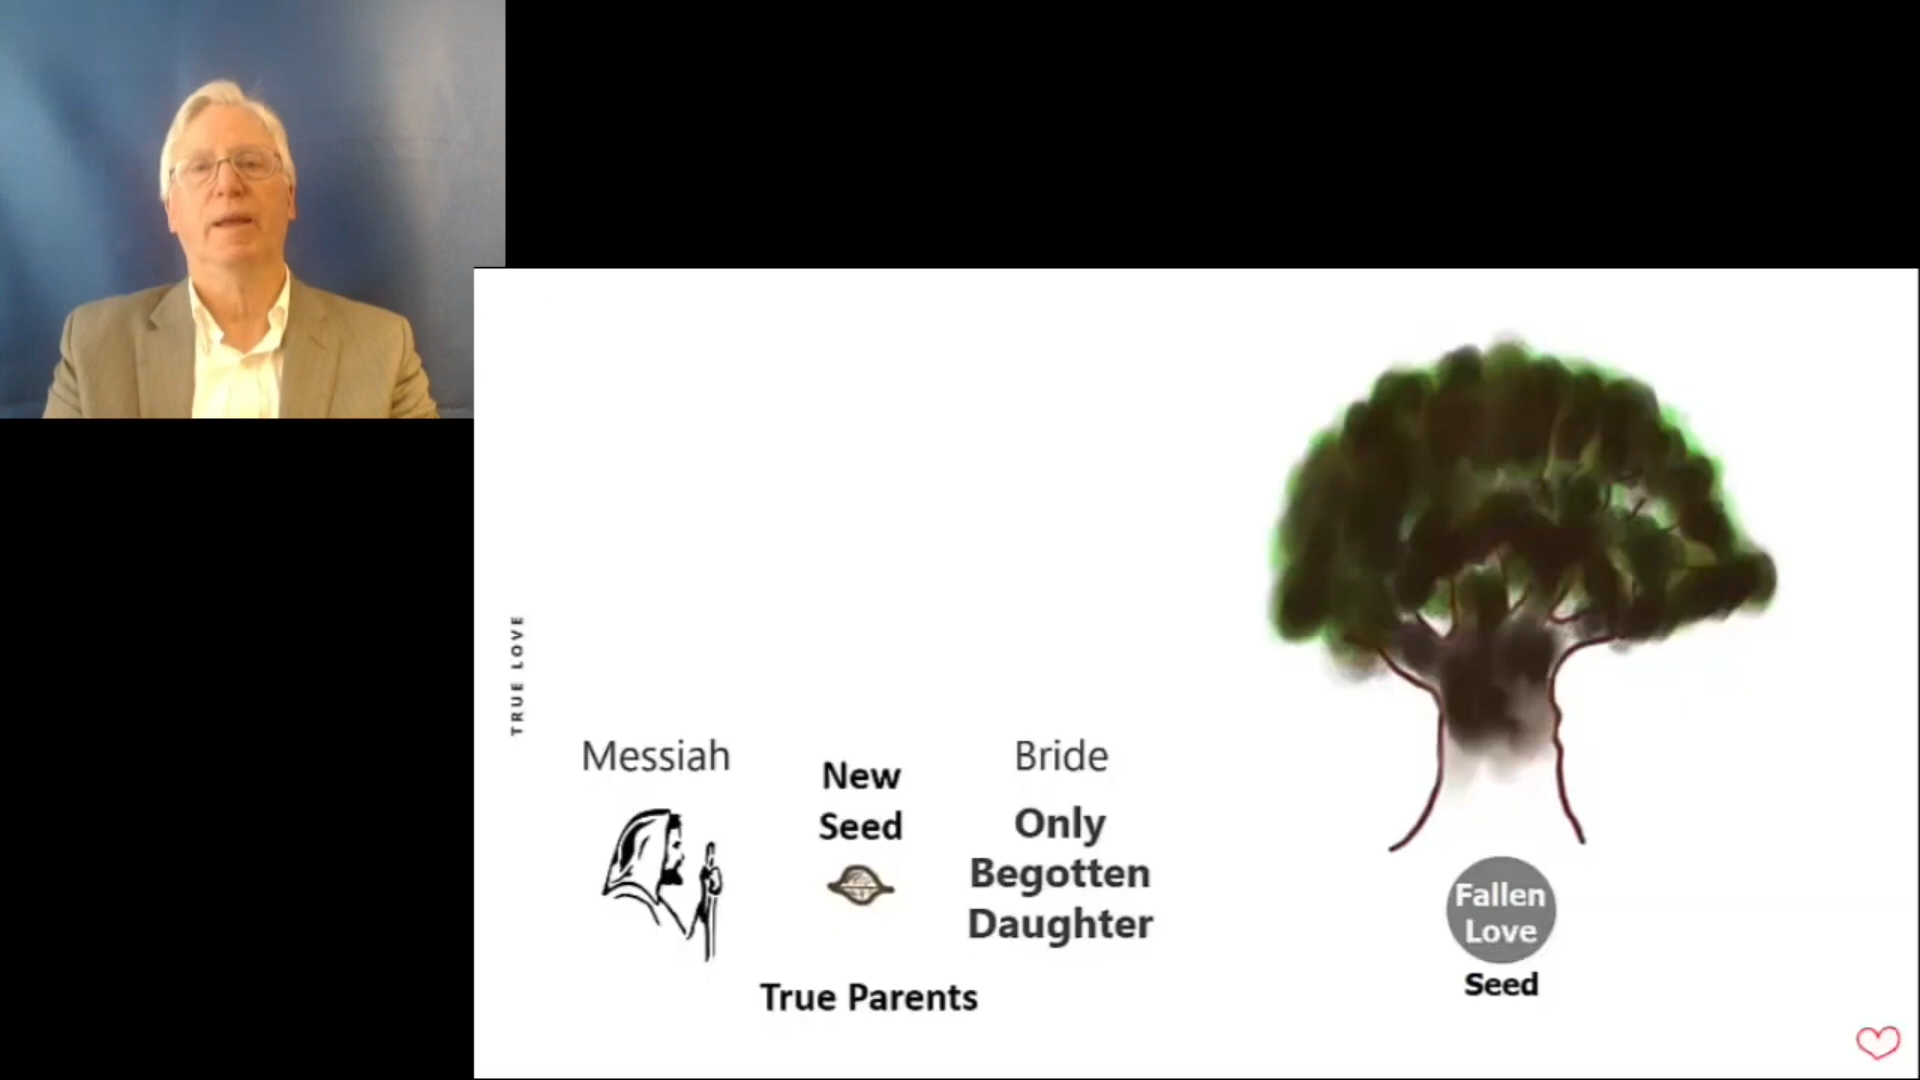 TRUE LOVE
Messiah
New
Seed
Bride
Only
Begotten
Daughter
True Parents
Fallen
Love
Seed